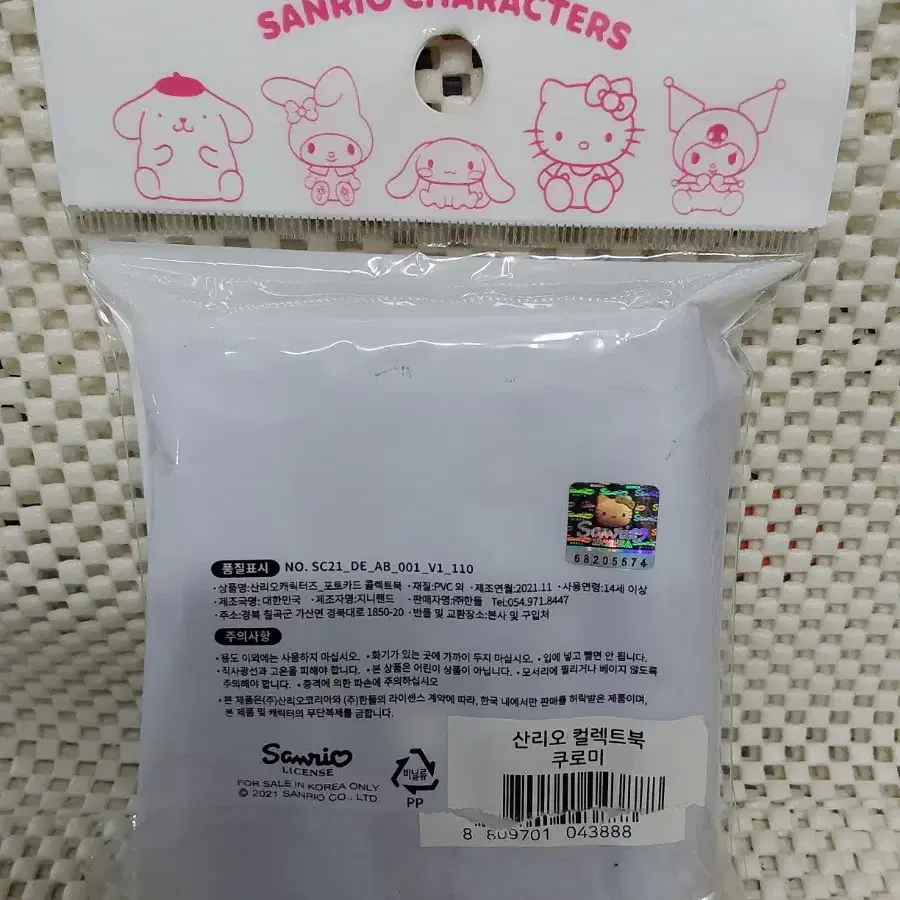 SANRIO CHARACTERS
Sanrio
68205574
품질표시 NO. SC21_DE_AB_001_V1_110
·상품명:산리오캐릭터즈_포토카드 콜렉트북 ·재질:PVC 외 ·제조연월:2021.11 ·사용연령:14세 이상
·제조국명: 대한민국 ·제조자명:지니랜드 ·판매자명:㈜한들 Tel:054.971.8447
·주소:경북 칠곡군 가산면 경북대로 1850-20 ·반품 및 교환장소:본사 및 구입처
주의사항
·용도 이외에는 사용하지 마십시오. ·화기가 있는 곳에 가까이 두지 마십시오. ·입에 넣고 빨면 안 됩니다.
·직사광선과 고온을 피해야 합니다. ·본 상품은 어린이 상품이 아닙니다. ·모서리에 찔리거나 베이지 않도록
주의해야 합니다. ·충격에 의한 파손에 주의하십시오
·본 제품은(주)산리오코리아와 (주)한들의 라이센스 계약에 따라, 한국 내에서만 판매를 허락받은 제품이며,
본 제품 및 캐릭터의 무단복제를 금합니다.
Sanrio
LICENSE
FOR SALE IN KOREA ONLY
© 2021 SANRIO CO., LTD.
비닐류
PP
산리오 컬렉트북
쿠로미
8 809701 043888